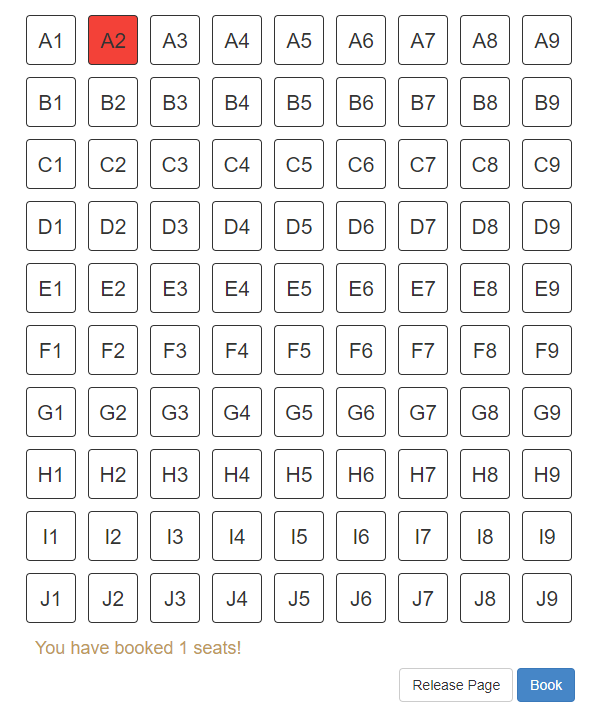 A1 A2 A3 A4 A5 A6 A7 A8 A9
B1 B2 B3 B4 B5 B6 B7 B8 B9
C1 C2 C3 C4 C5 C6 C7 C8 C9
D1 D2 D3 D4 D5 D6 D7 D8 D9
E1 E2 E3 E4 E5 E6 E7 E8 E9
F1 F2 F3 F4 F5 F6 F7 F8 F9
G1 G2 G3 G4 G5 G6 G7 G8 G9
H1 H2 H3 H4 H5 H6 H7 H8 H9
I1 I2 I3 I4 I5 I6 I7 I8 I9
J1 J2 J3 J4 J5 J6 J7 J8 J9
You have booked 1 seats!
Release Page Book